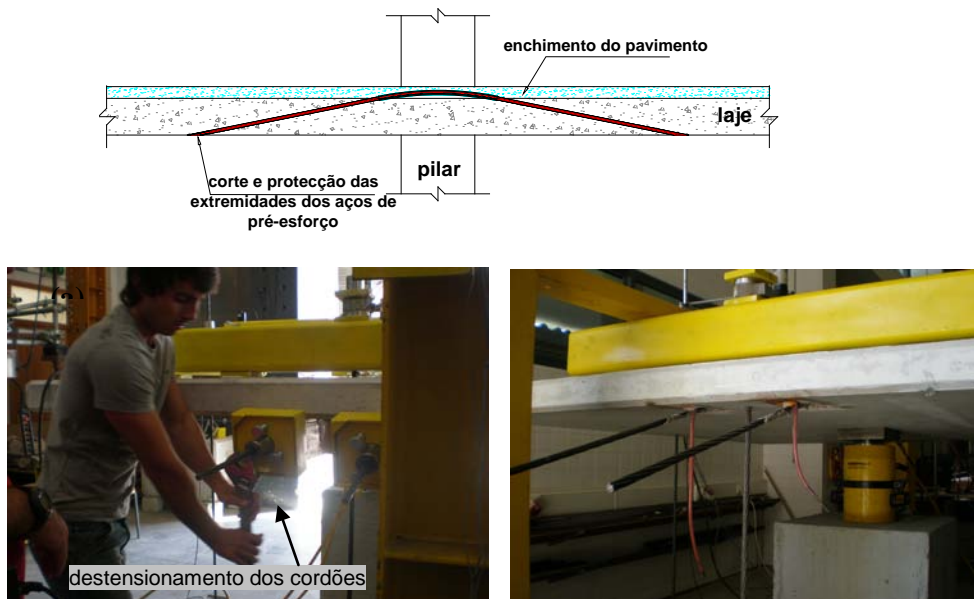 enchimento do pavimento
laje
pilar
corte e protecção das
extremidades dos aços de
pré-esforço
destensionamento dos cordões